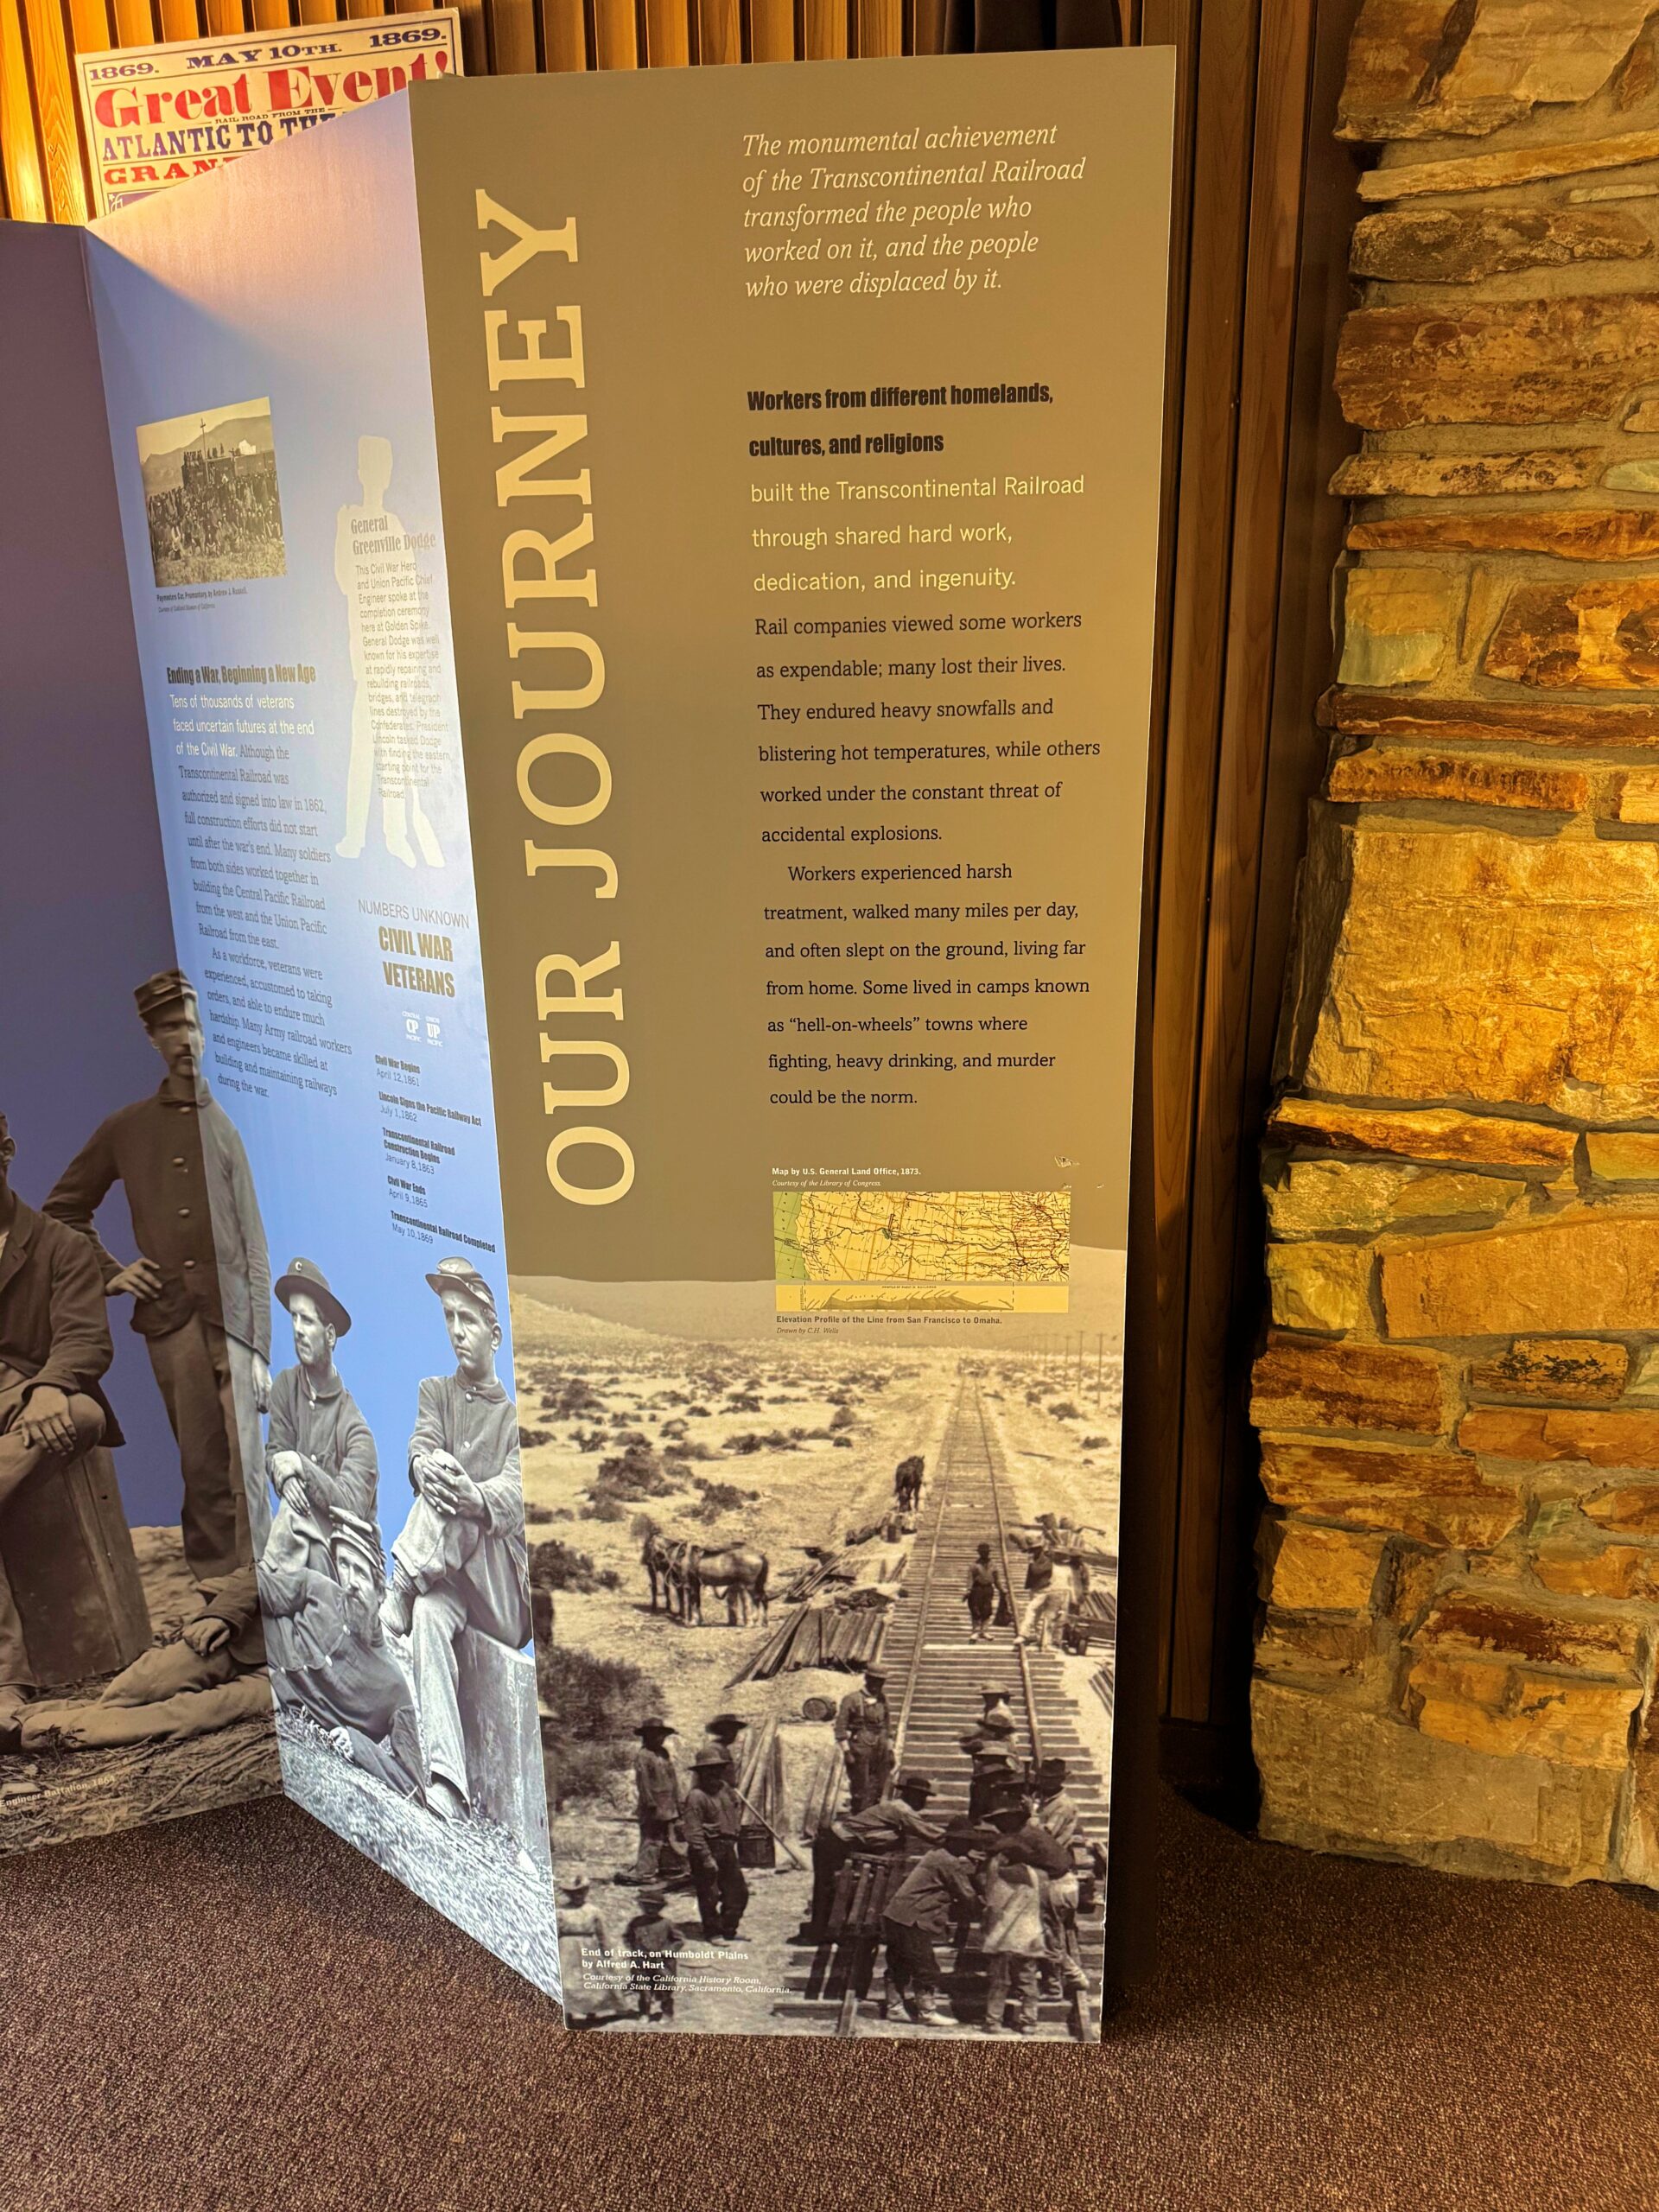 1869. MAY 10TH. 1869.
Great Event!
RAIL ROAD FROM THE
ATLANTIC TO THE
Paymasters Car, Promontory, by Andrew J. Russell.
Courtesy of Oakland Museum of California.
Ending a War, Beginning a New Age
Tens of thousands of veterans
faced uncertain futures at the end
of the Civil War. Although the
Transcontinental Railroad was
authorized and signed into law in 1862,
full construction efforts did not start
until after the war's end. Many soldiers
from both sides worked together in
building the Central Pacific Railroad
from the west and the Union Pacific
Railroad from the east.
As a workforce, veterans were
experienced, accustomed to taking
orders, and able to endure much
hardship. Many Army railroad workers
and engineers became skilled at
building and maintaining railways
during the war.
General
Greenville Dodge
This Civil War Hero
and Union Pacific Chief
Engineer spoke at the
completion ceremony
here at Golden Spike.
General Dodge was well
known for his expertise
at rapidly repairing and
rebuilding railroads,
bridges, and telegraph
lines destroyed by the
Confederates. President
Lincoln tasked Dodge
with finding the eastern
starting point for the
Transcontinental
Railroad.
NUMBERS UNKNOWN
CIVIL WAR
VETERANS
CENTRAL
CP
PACIFIC
UNION
UP
PACIFIC
Civil War Begins
April 12, 1861
Lincoln Signs the Pacific Railway Act
July 1, 1862
Transcontinental Railroad
Construction Begins
January 8, 1863
Civil War Ends
April 9, 1865
Transcontinental Railroad Completed
May 10, 1869
Engineer Battalion,
OUR JOURNEY
The monumental achievement
of the Transcontinental Railroad
transformed the people who
worked on it, and the people
who were displaced by it.
Workers from different homelands,
cultures, and religions
built the Transcontinental Railroad
through shared hard work,
dedication, and ingenuity.
Rail companies viewed some workers
as expendable; many lost their lives.
They endured heavy snowfalls and
blistering hot temperatures, while others
worked under the constant threat of
accidental explosions.
Workers experienced harsh
treatment, walked many miles per day,
and often slept on the ground, living far
from home. Some lived in camps known
as “hell-on-wheels” towns where
fighting, heavy drinking, and murder
could be the norm.
Map by U.S. General Land Office, 1873.
Courtesy of the Library of Congress.
Elevation Profile of the Line from San Francisco to Omaha.
Drawn by C.H. Wells
End of track, on Humboldt Plains
by Alfred A. Hart
Courtesy of the California History Room,
California State Library, Sacramento, California.